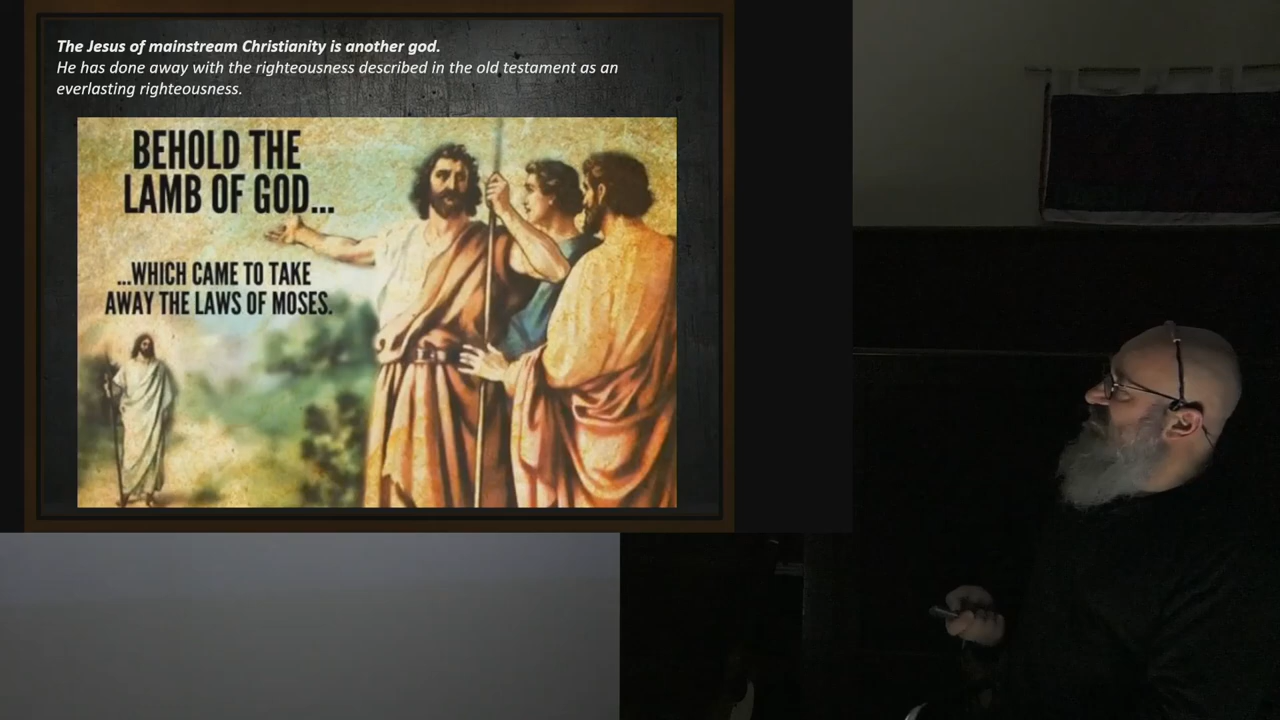 The Jesus of mainstream Christianity is another god.
He has done away with the righteousness described in the old testament as an
everlasting righteousness.
BEHOLD THE
LAMB OF GOD...
...WHICH CAME TO TAKE
AWAY THE LAWS OF MOSES.